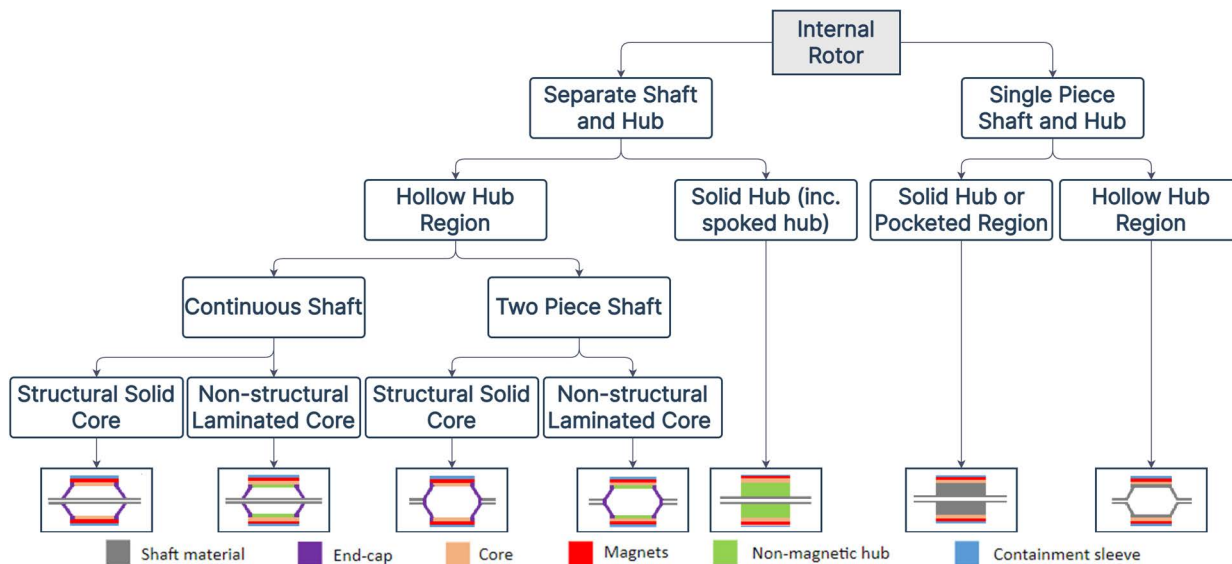 Internal
Rotor
Separate Shaft
and Hub
Single Piece
Shaft and Hub
Hollow Hub
Region
Solid Hub (inc.
spoked hub)
Solid Hub or
Pocketed Region
Hollow Hub
Region
Continuous Shaft
Two Piece Shaft
Structural Solid
Core
Non-structural
Laminated Core
Structural Solid
Core
Non-structural
Laminated Core
Shaft material
End-cap
Core
Magnets
Non-magnetic hub
Containment sleeve